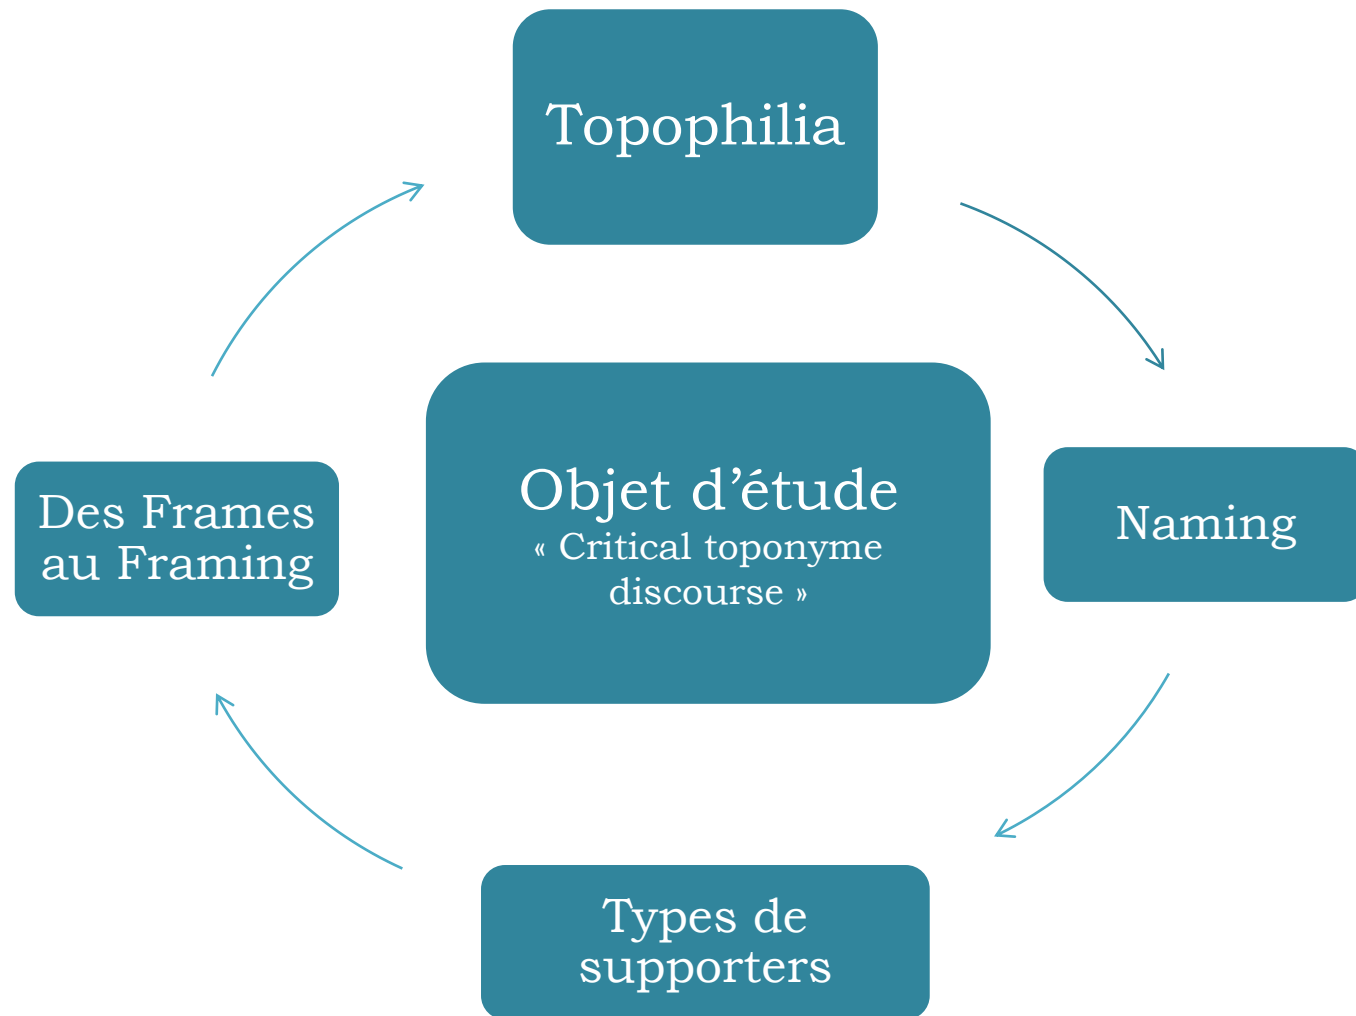 Topophilia
Objet d’étude
« Critical toponyme
discourse »
Naming
Types de
supporters
Des Frames
au Framing